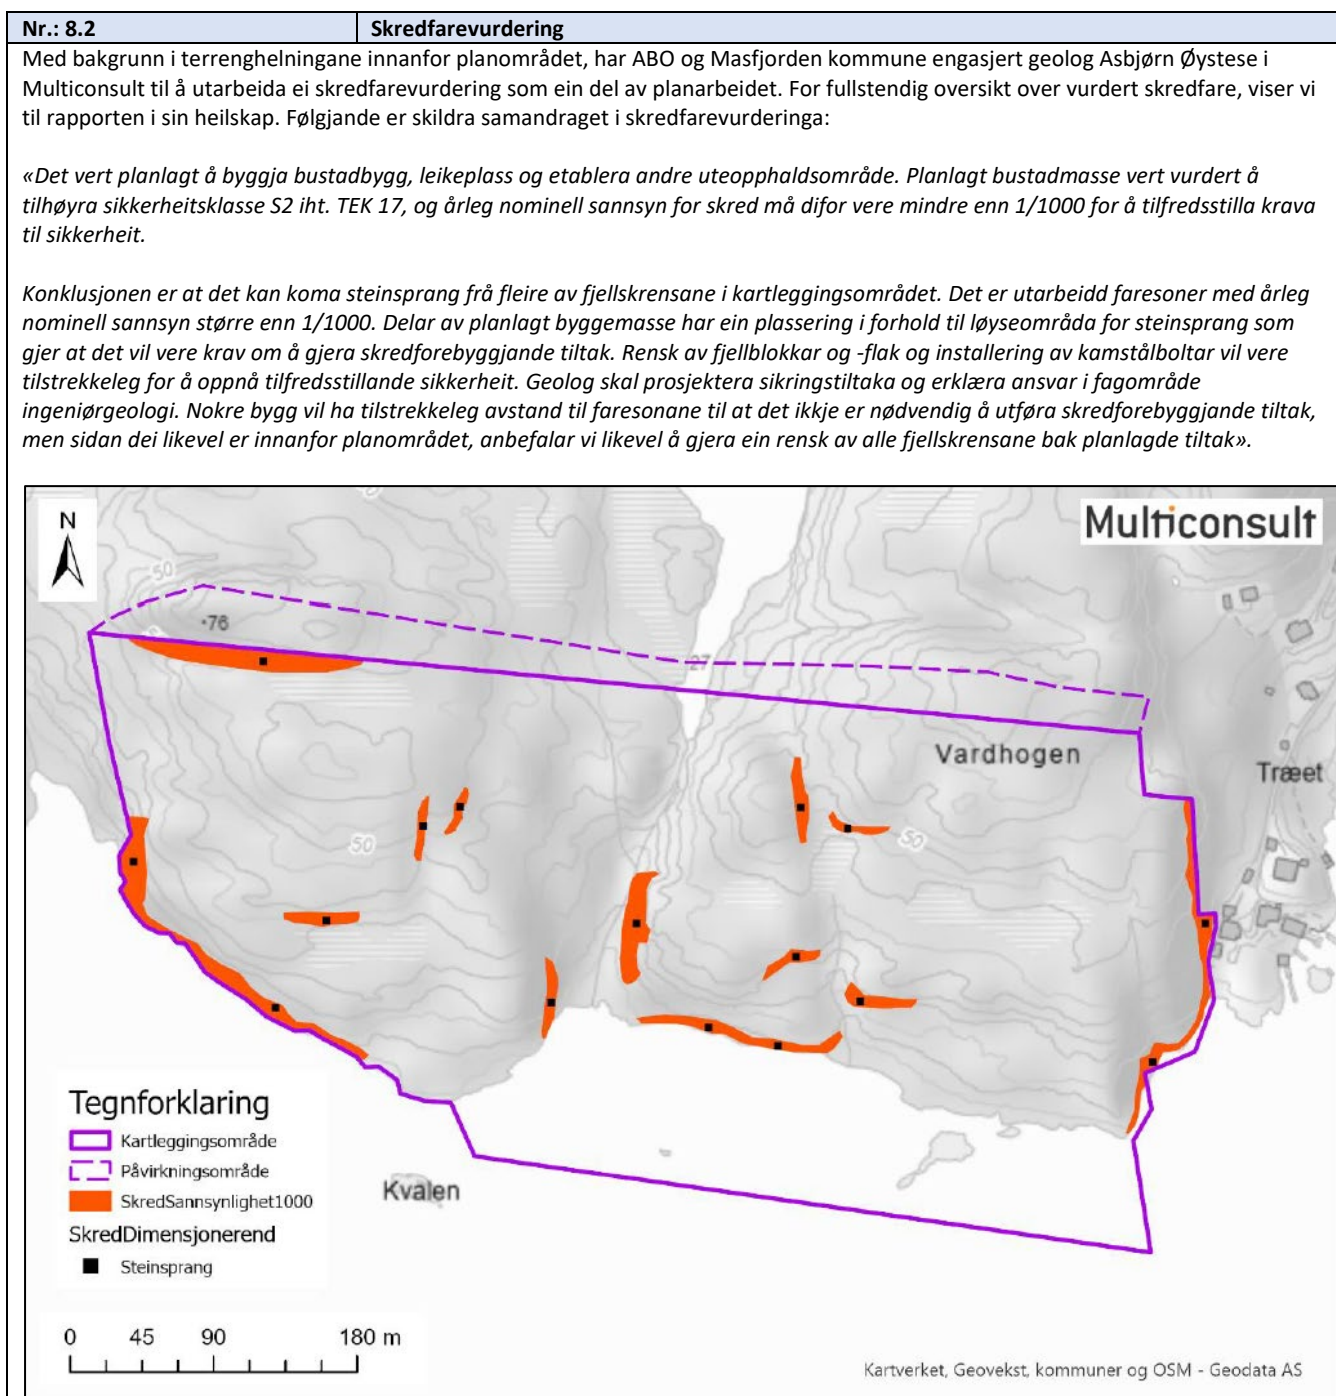 Nr.: 8.2 Skredfarevurdering
Med bakgrunn i terrenghelningane innanfor planområdet, har ABO og Masfjorden kommune engasjert geolog Asbjørn Øystese i
Multiconsult til å utarbeida ei skredfarevurdering som ein del av planarbeidet. For fullstendig oversikt over vurdert skredfare, viser vi
til rapporten i sin heilskap. Følgjande er skildra samandraget i skredfarevurderinga:
«Det vert planlagt å byggja bustadbygg, leikeplass og etablera andre uteopphaldsområde. Planlagt bustadmasse vert vurdert å
tilhøyra sikkerheitsklasse S2 iht. TEK 17, og årleg nominell sannsyn for skred må difor vere mindre enn 1/1000 for å tilfredsstilla krava
til sikkerheit.
Konklusjonen er at det kan koma steinsprang frå fleire av fjellskrensane i kartleggingsområdet. Det er utarbeidd faresoner med årleg
nominell sannsyn større enn 1/1000. Delar av planlagt byggemasse har ein plassering i forhold til løyseområda for steinsprang som
gjer at det vil vere krav om å gjera skredforebyggjande tiltak. Rensk av fjellblokkar og -flak og installering av kamstålboltar vil vere
tilstrekkeleg for å oppnå tilfredsstillande sikkerheit. Geolog skal prosjektera sikringstiltaka og erklæra ansvar i fagområde
ingeniørgeologi. Nokre bygg vil ha tilstrekkeleg avstand til faresonane til at det ikkje er nødvendig å utføra skredforebyggjande tiltak,
men sidan dei likevel er innanfor planområdet, anbefalar vi likevel å gjera ein rensk av alle fjellskrensane bak planlagde tiltak».
N
Multiconsult
50
76
27
Vardhogen
Træet
50
50
Tegnforklaring
Kartleggingsområde
Påvirkningsområde
SkredSannsynlighet1000
SkredDimensjonerend
Steinsprang
Kvalen
0 45 90 180 m
Kartverket, Geovekst, kommuner og OSM - Geodata AS